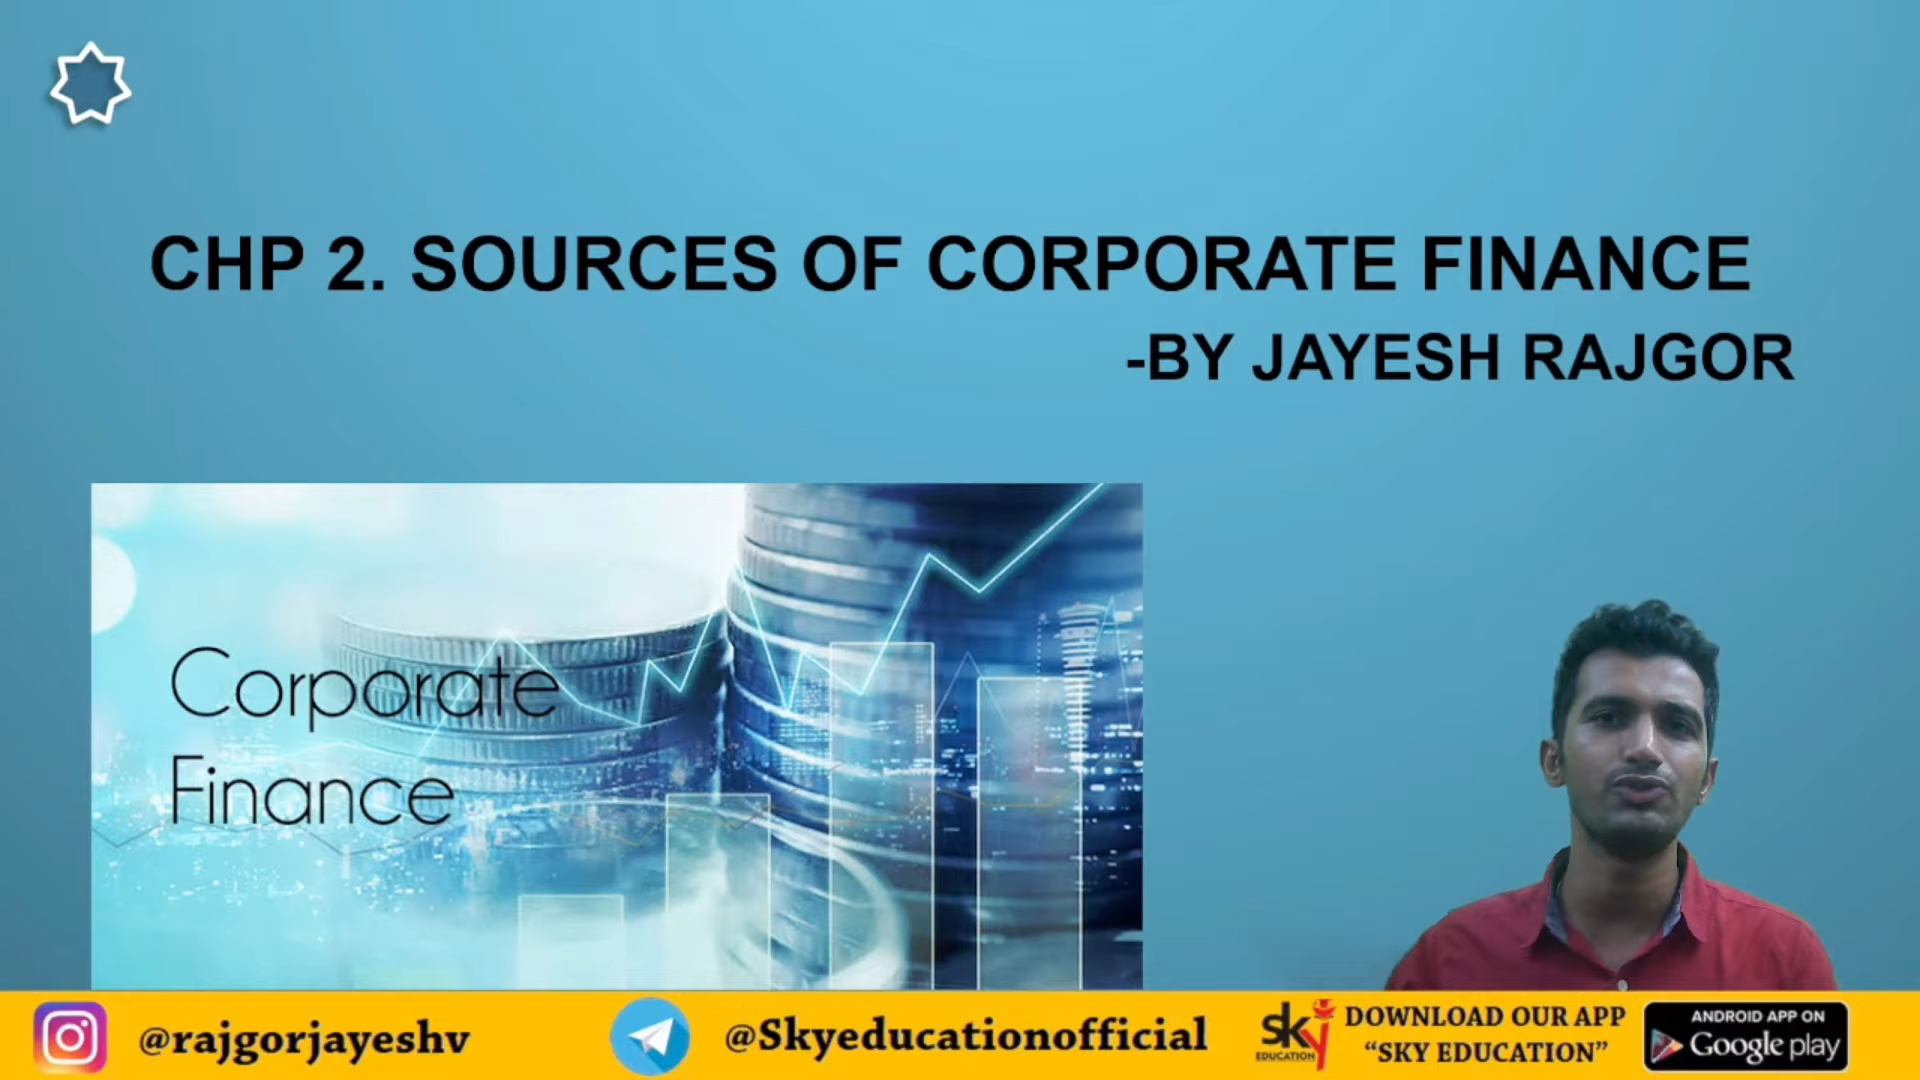 CHP 2. SOURCES OF CORPORATE FINANCE
-BY JAYESH RAJGOR
Corporate
Finance
@rajgorjayeshv
@Skyeducationofficial
sky
EDUCATION
DOWNLOAD OUR APP
“SKY EDUCATION”
ANDROID APP ON
Google play